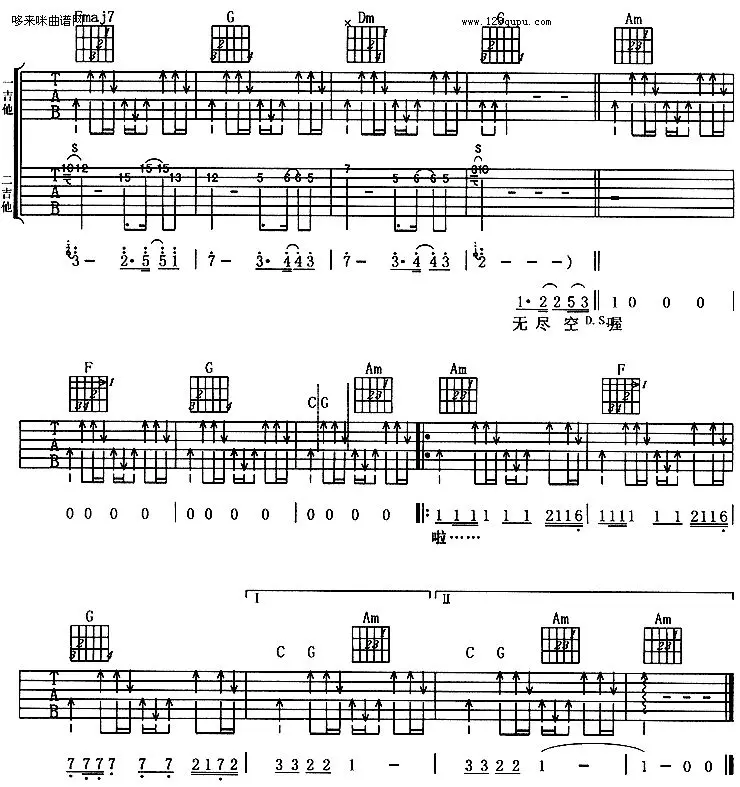 哆来咪曲谱网
www.123qupu.com
Fmaj7 G Dm G Am
一吉他 T A B
S S
二吉他 T A B
10 12 15 15 15 13 12 5 6 6 5 7 5 6 6 5 8 10
3 - 2· 5 5 1 | 7 - 3· 4 4 3 | 7 - 3· 4 4 3 | 2 - - - ) ||
1· 2 2 5 3 || 1 0 0 0 |
无 尽 空 D.S. 喔
F G C G Am Am F
T A B
0 0 0 0 | 0 0 0 0 | 0 0 0 0 ||: 1 1 1 1 1 1 2116 | 1111 1 1 2116 |
啦……
I II
G C G Am C G Am Am
T A B
7 7 7 7 7 7 2172 | 3 3 2 2 1 - | 3 3 2 2 1 - | 1 - 0 0 ||